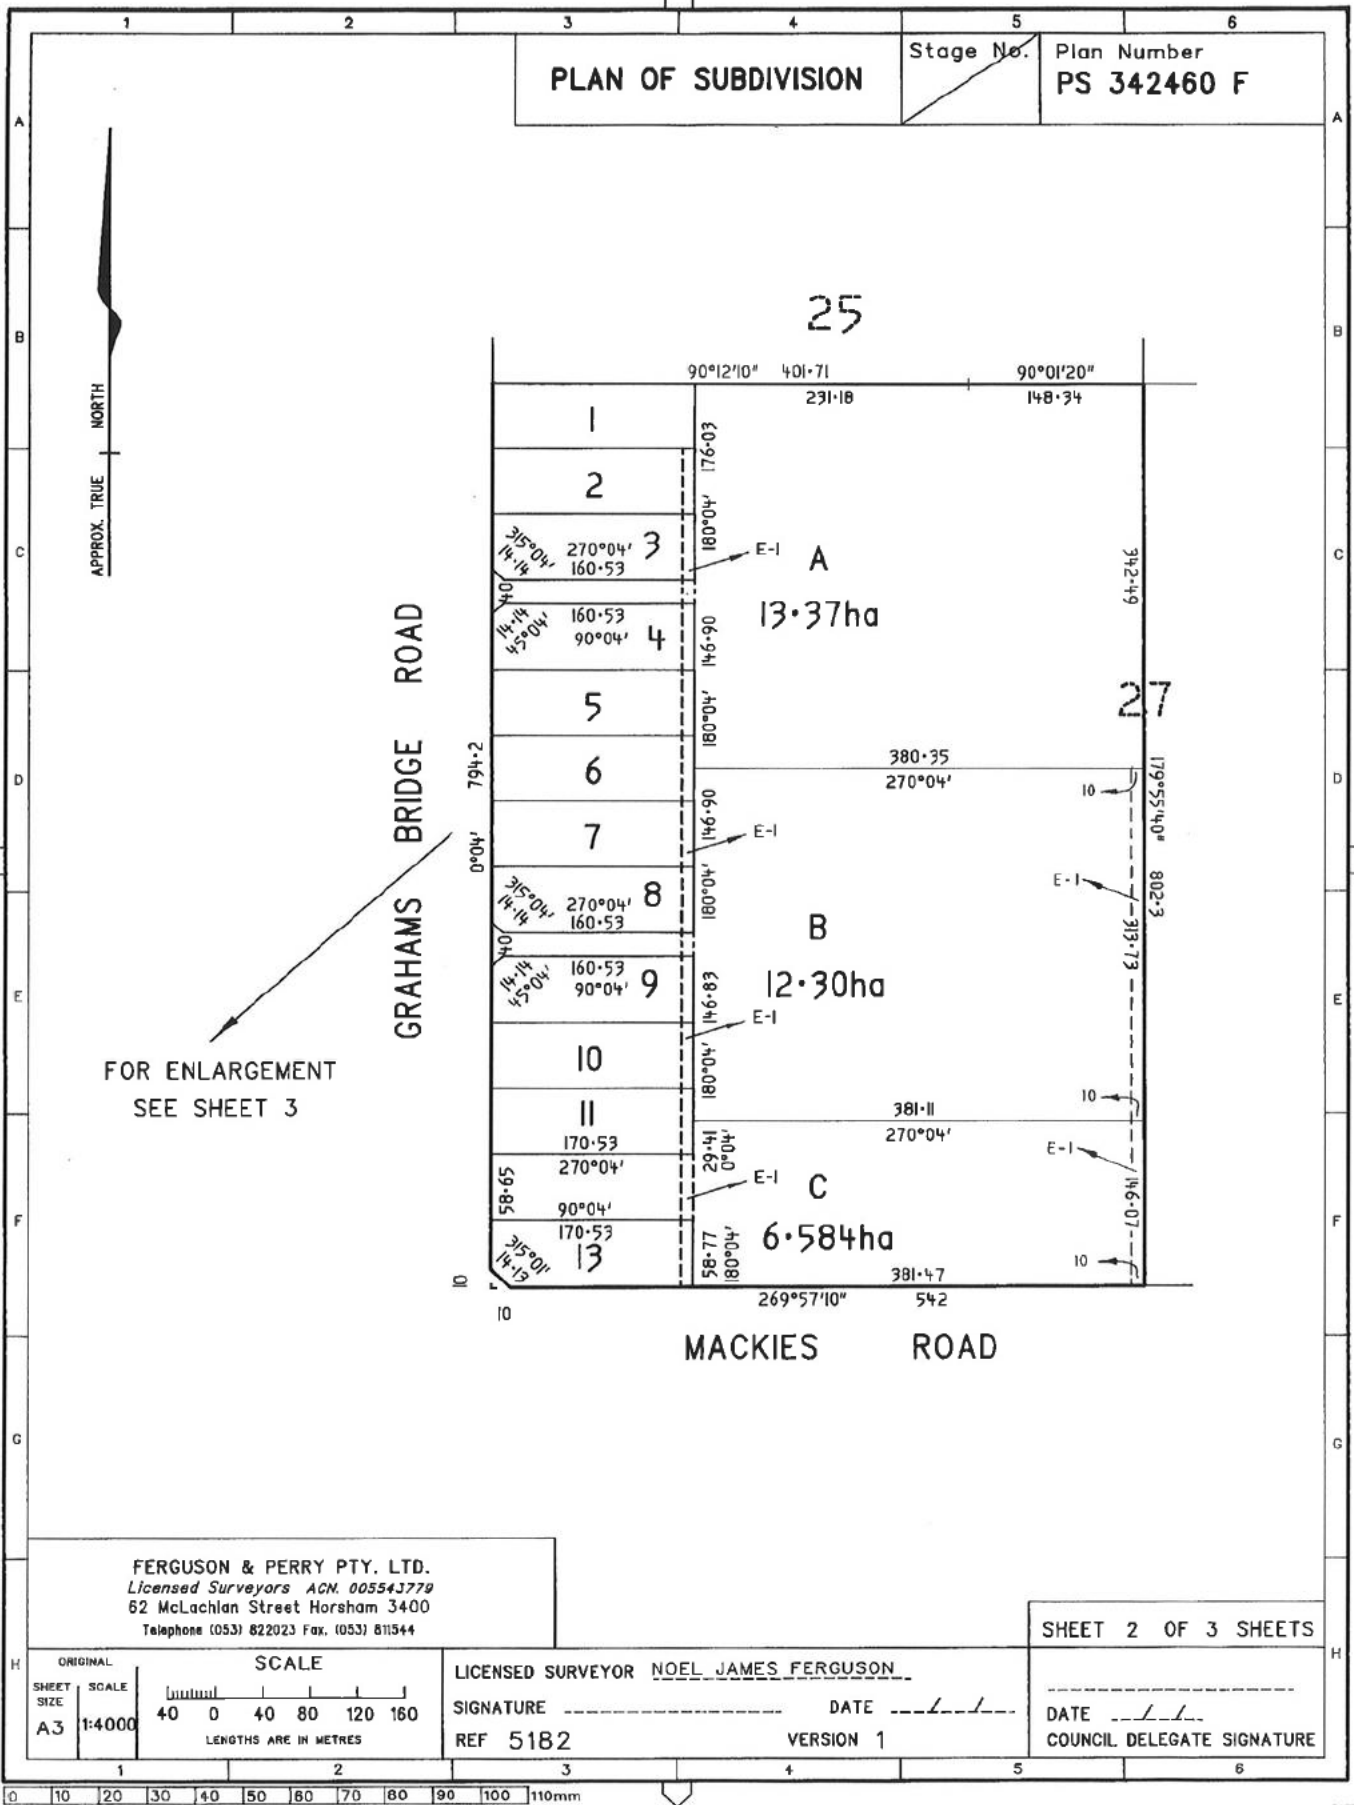 1 2 3 4 5 6
PLAN OF SUBDIVISION
Stage No.
Plan Number
PS 342460 F
A A
B B
C C
D D
E E
F F
G G
H H
APPROX. TRUE NORTH
25
90°12'10" 401·71 90°01'20"
231·18 148·34
1
176·03
180°04'
2
315°04'
14·14
270°04' 3
160·53
E-1
A
13·37ha
342·49
40
14·14
45°04'
160·53
90°04' 4
146·90
180°04'
GRAHAMS BRIDGE ROAD
27
5
794·2
0°04'
6
380·35
270°04'
10
179°55'40" 802·3
7
146·90
180°04'
E-1
E-1
315°04'
14·14
270°04' 8
160·53
B
12·30ha
313·73
40
14·14
45°04'
160·53
90°04' 9
146·83
180°04'
E-1
FOR ENLARGEMENT
SEE SHEET 3
10
10
381·11
270°04'
11
170·53
270°04'
29·41
0°04'
E-1
58·65
E-1
C
6·584ha
146·07
90°04'
170·53
315°01'
14·13
13
58·77
180°04'
10
381·47
10
10
269°57'10" 542
MACKIES ROAD
FERGUSON & PERRY PTY. LTD.
Licensed Surveyors ACN. 005543779
62 McLachlan Street Horsham 3400
Telephone (053) 822023 Fax. (053) 811544
SHEET 2 OF 3 SHEETS
ORIGINAL
SHEET SIZE
A3
SCALE
1:4000
SCALE
40 0 40 80 120 160
LENGTHS ARE IN METRES
LICENSED SURVEYOR NOEL JAMES FERGUSON
SIGNATURE DATE / /
REF 5182 VERSION 1
DATE / /
COUNCIL DELEGATE SIGNATURE
1 2 3 4 5 6
0 10 20 30 40 50 60 70 80 90 100 110mm